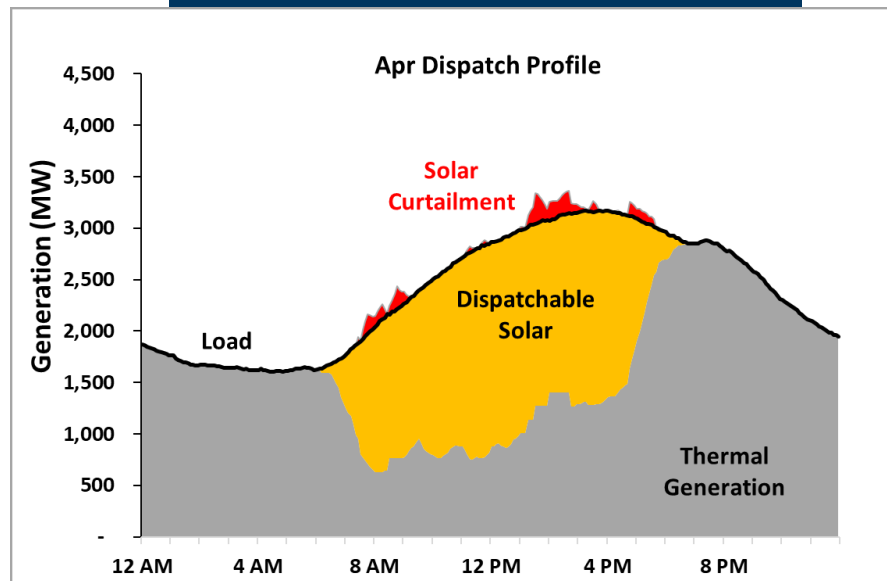 Apr Dispatch Profile
Generation (MW)
4,500
4,000
3,500
3,000
2,500
2,000
1,500
1,000
500
-
Solar
Curtailment
Dispatchable
Solar
Load
Thermal
Generation
12 AM 4 AM 8 AM 12 PM 4 PM 8 PM